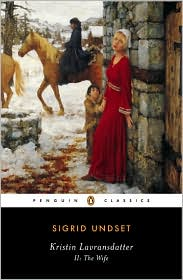 PENGUIN CLASSICS
SIGRID UNDSET
Kristin Lavransdatter
II: The Wife